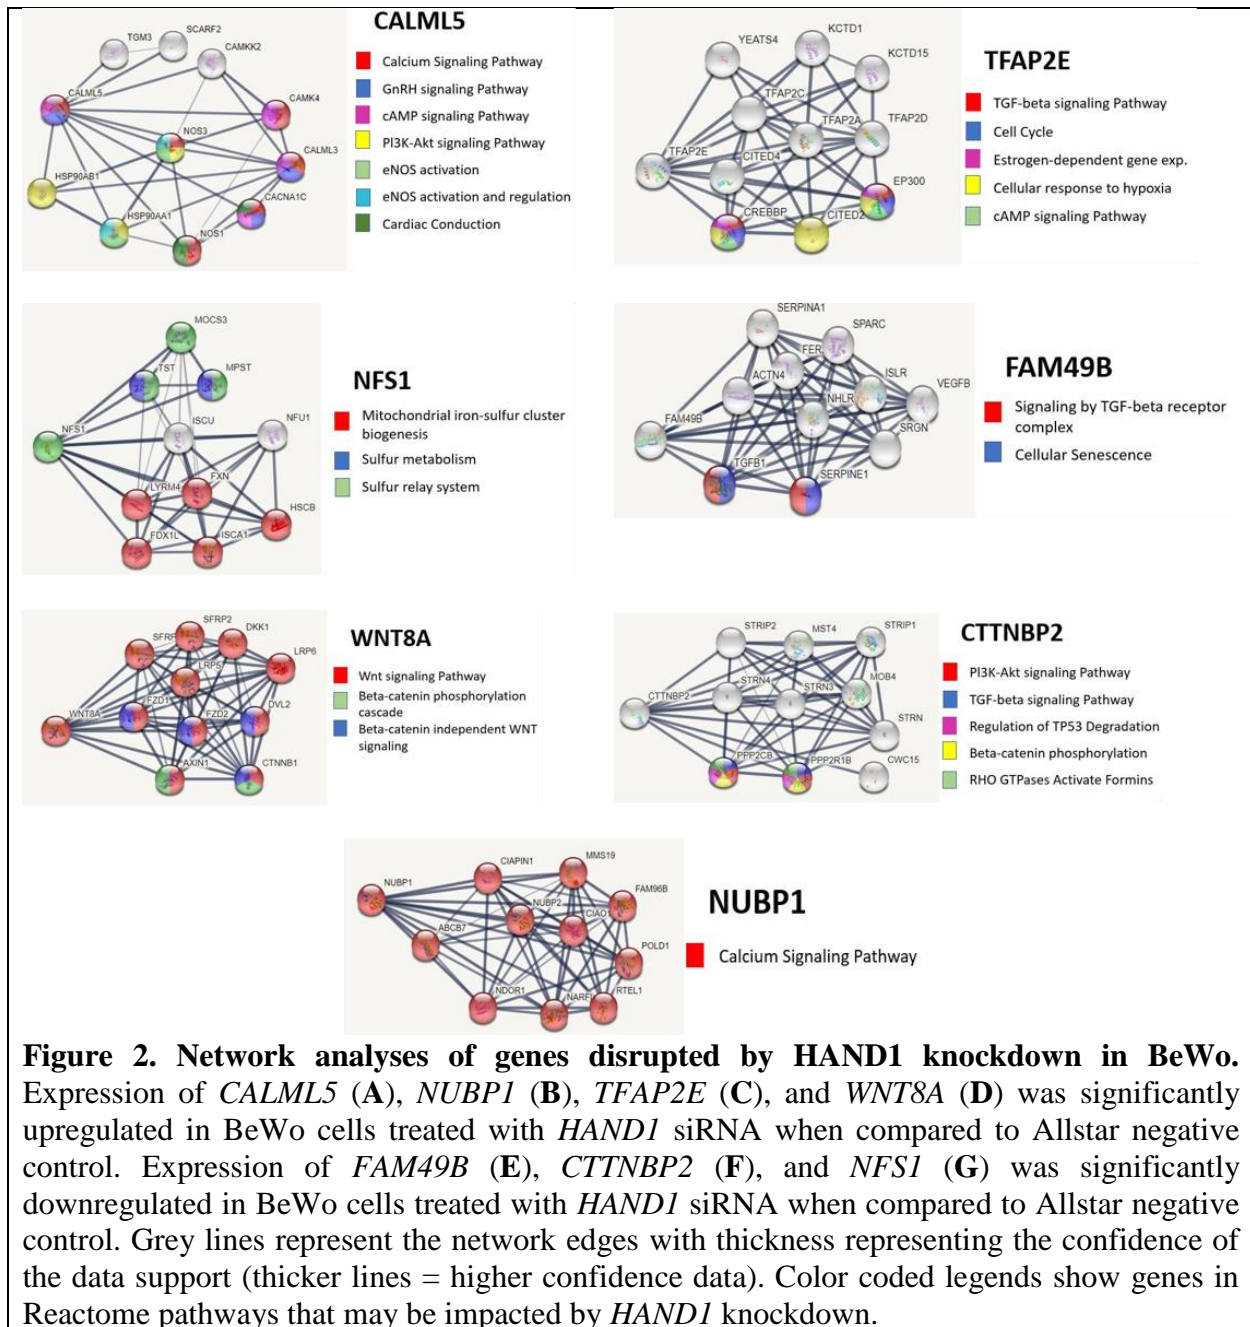 CALML5
TGM3
SCARF2
CAMKK2
CALML5
CAMK4
NOS3
CALML3
HSP90AB1
CACNA1C
HSP90AA1
NOS1
Calcium Signaling Pathway
GnRH signaling Pathway
cAMP signaling Pathway
PI3K-Akt signaling Pathway
eNOS activation
eNOS activation and regulation
Cardiac Conduction
TFAP2E
YEATS4
KCTD1
KCTD15
TFAP2C
TFAP2A
TFAP2D
TFAP2E
CITED4
EP300
CREBBP
CITED2
TGF-beta signaling Pathway
Cell Cycle
Estrogen-dependent gene exp.
Cellular response to hypoxia
cAMP signaling Pathway
NFS1
MOCS3
TST
MPST
NFS1
ISCU
NFU1
LYRM4
FXN
HSCB
FDX1L
ISCA1
Mitochondrial iron-sulfur cluster
biogenesis
Sulfur metabolism
Sulfur relay system
FAM49B
SERPINA1
SPARC
FER
ACTN4
ISLR
VEGFB
NHLR
FAM49B
SRGN
TGFB1
SERPINE1
Signaling by TGF-beta receptor
complex
Cellular Senescence
WNT8A
SFRP2
SFRP
DKK1
LRP6
LRP5
FZD1
WNT8A
FZD2
DVL2
AXIN1
CTNNB1
Wnt signaling Pathway
Beta-catenin phosphorylation
cascade
Beta-catenin independent WNT
signaling
CTTNBP2
STRIP2
MST4
STRIP1
STRN4
STRN3
MOB4
CTTNBP2
STRN
PPP2CB
PPP2R1B
CWC15
PI3K-Akt signaling Pathway
TGF-beta signaling Pathway
Regulation of TP53 Degradation
Beta-catenin phosphorylation
RHO GTPases Activate Formins
NUBP1
CIAPIN1
MMS19
NUBP1
NUBP2
FAM96B
CIAO1
ABCB7
POLD1
NDOR1
NARFL
RTEL1
Calcium Signaling Pathway
Figure 2. Network analyses of genes disrupted by HAND1 knockdown in BeWo.
Expression of CALML5 (A), NUBP1 (B), TFAP2E (C), and WNT8A (D) was significantly
upregulated in BeWo cells treated with HAND1 siRNA when compared to Allstar negative
control. Expression of FAM49B (E), CTTNBP2 (F), and NFS1 (G) was significantly
downregulated in BeWo cells treated with HAND1 siRNA when compared to Allstar negative
control. Grey lines represent the network edges with thickness representing the confidence of
the data support (thicker lines = higher confidence data). Color coded legends show genes in
Reactome pathways that may be impacted by HAND1 knockdown.